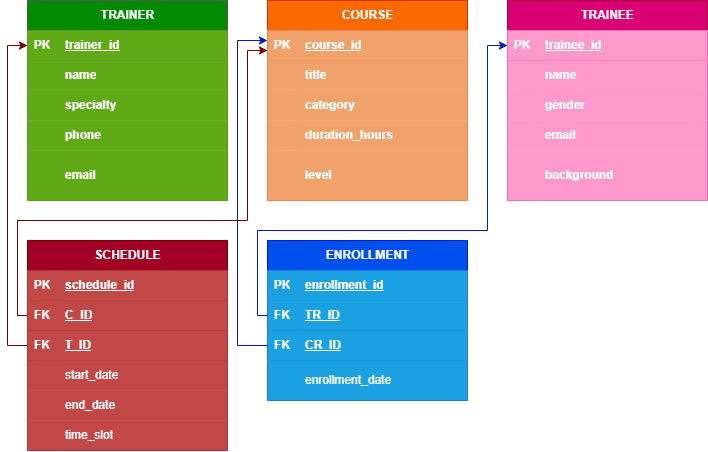 TRAINER
PK trainer_id
name
specialty
phone
email
COURSE
PK course_id
title
category
duration_hours
level
TRAINEE
PK trainee_id
name
gender
email
background
SCHEDULE
PK schedule_id
FK C_ID
FK T_ID
start_date
end_date
time_slot
ENROLLMENT
PK enrollment_id
FK TR_ID
FK CR_ID
enrollment_date